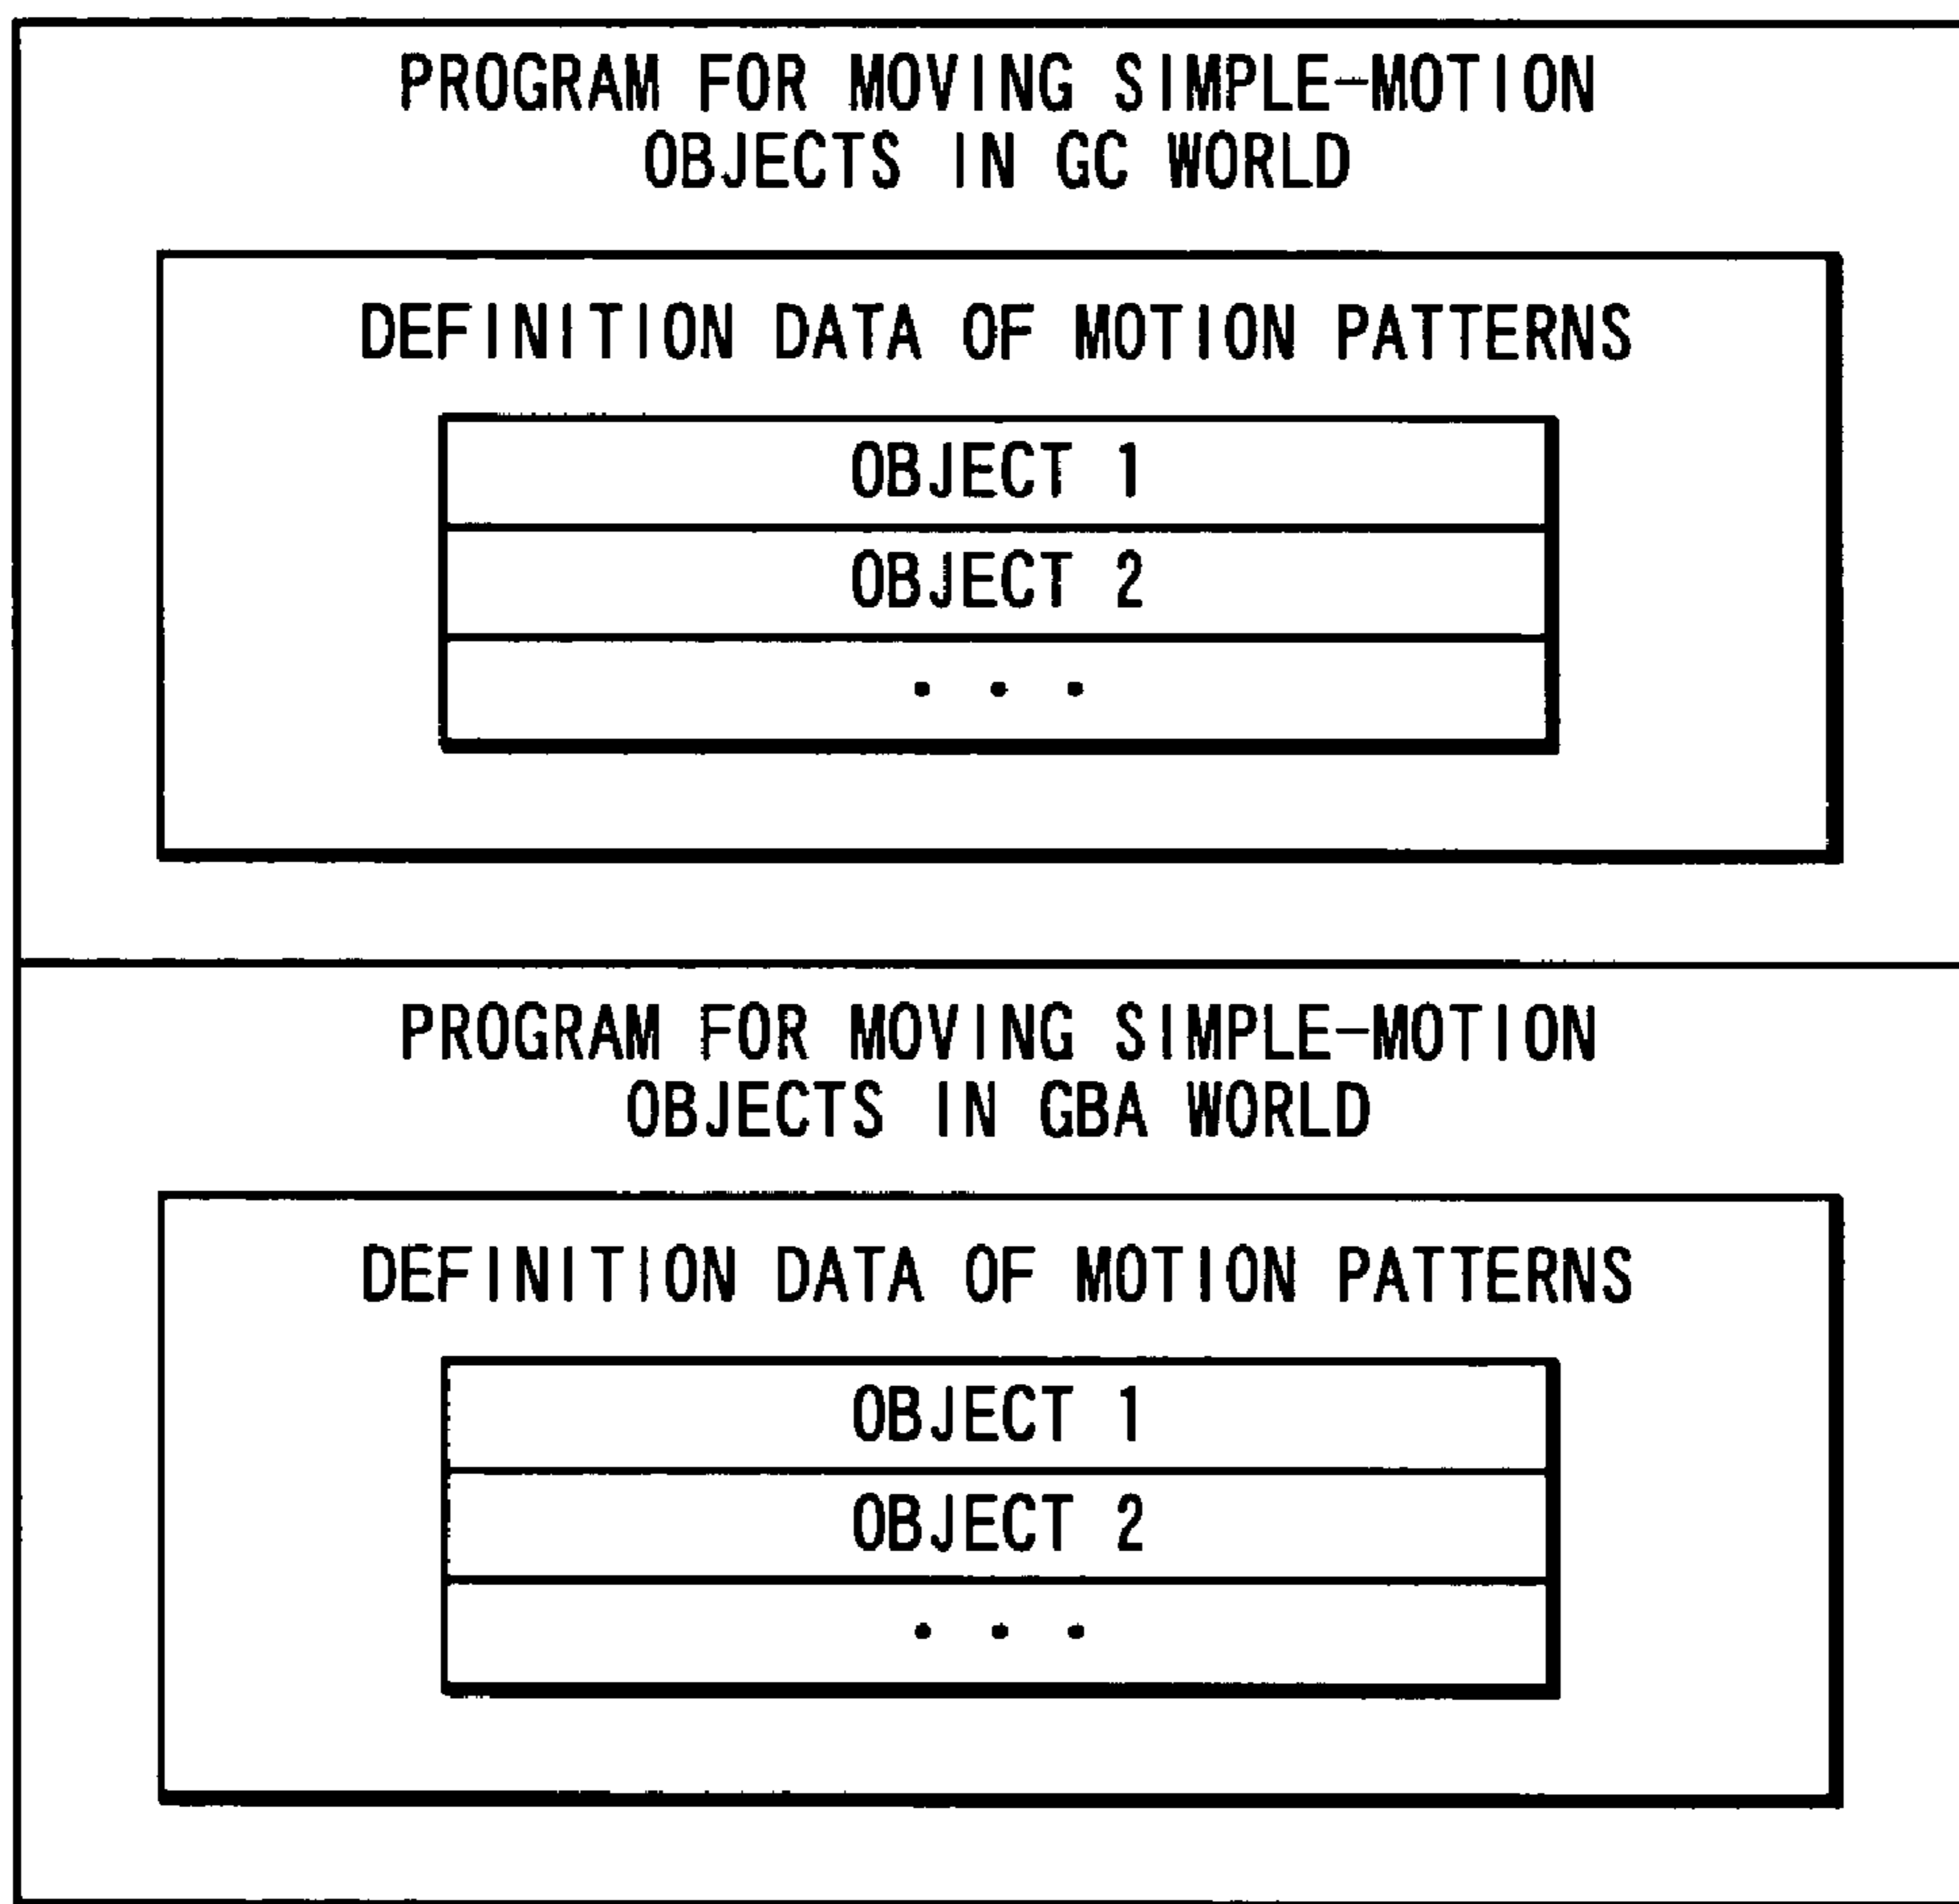 PROGRAM FOR MOVING SIMPLE-MOTION
OBJECTS IN GC WORLD
DEFINITION DATA OF MOTION PATTERNS
OBJECT 1
OBJECT 2
• • •
PROGRAM FOR MOVING SIMPLE-MOTION
OBJECTS IN GBA WORLD
DEFINITION DATA OF MOTION PATTERNS
OBJECT 1
OBJECT 2
• • •